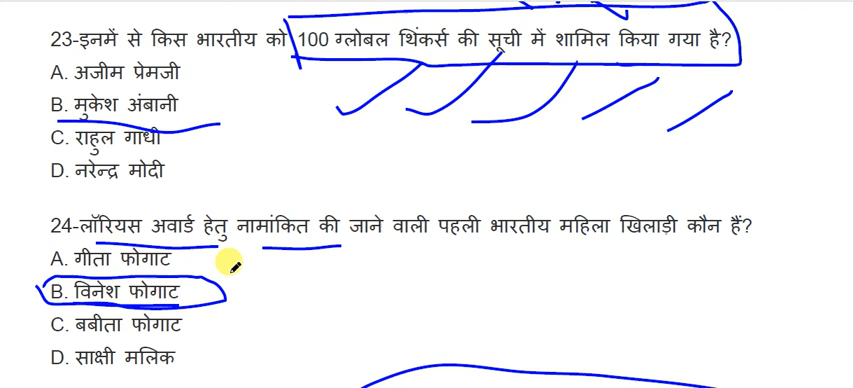 23-इनमें से किस भारतीय को 100 ग्लोबल थिंकर्स की सूची में शामिल किया गया है?
A. अजीम प्रेमजी
B. मुकेश अंबानी
C. राहुल गाधी
D. नरेन्द्र मोदी
24-लॉरियस अवार्ड हेतु नामांकित की जाने वाली पहली भारतीय महिला खिलाड़ी कौन हैं?
A. गीता फोगाट
B. विनेश फोगाट
C. बबीता फोगाट
D. साक्षी मलिक